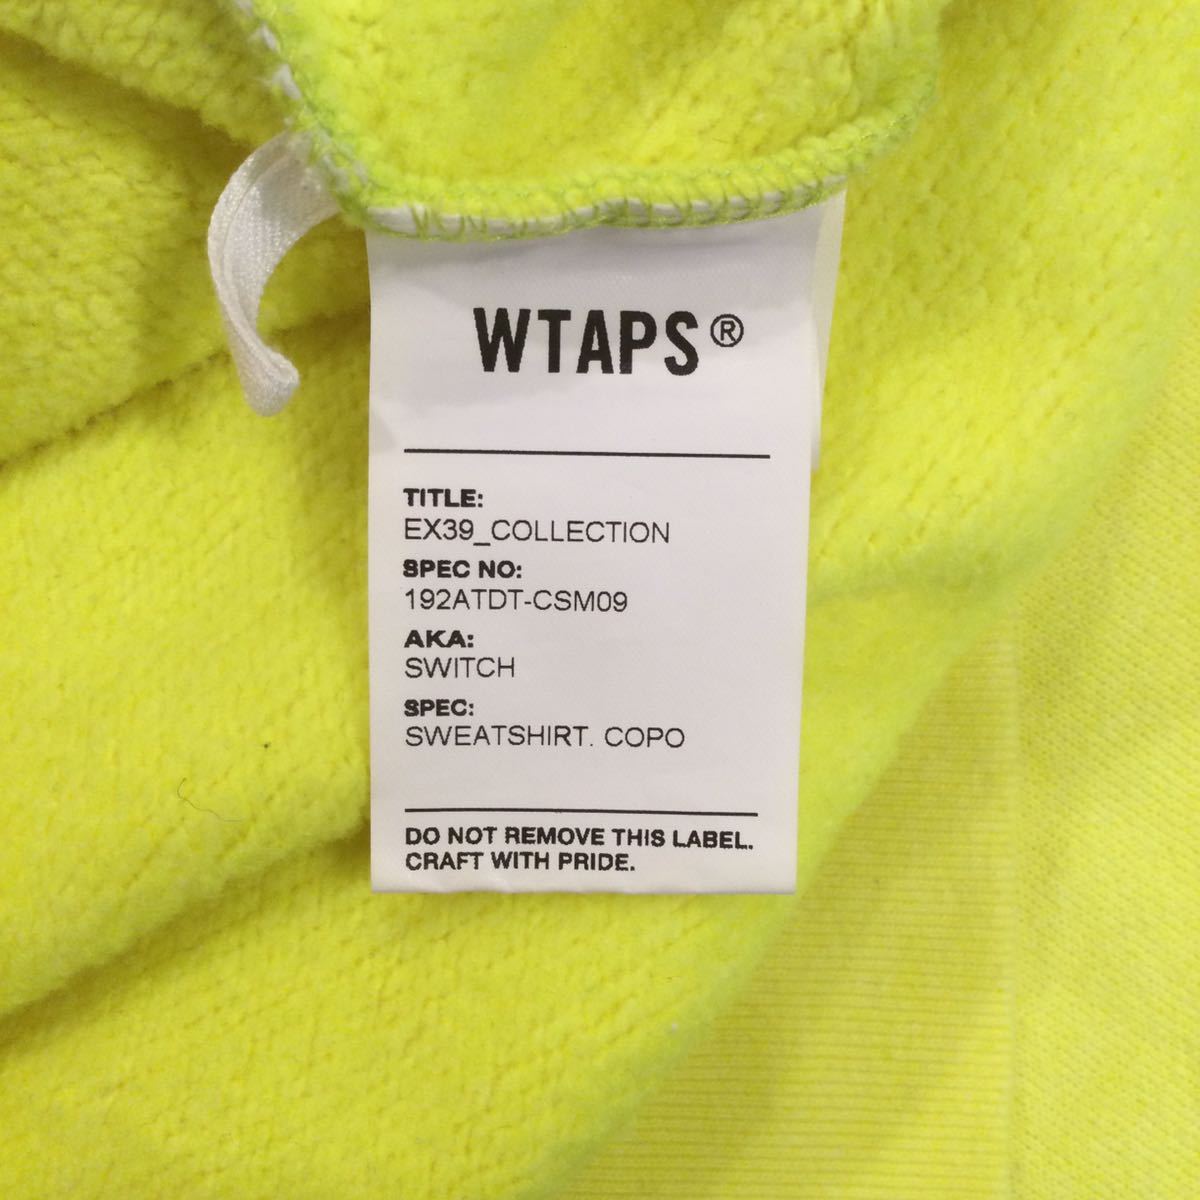 WTAPS®
TITLE:
EX39_COLLECTION
SPEC NO:
192ATDT-CSM09
AKA:
SWITCH
SPEC:
SWEATSHIRT. COPO
DO NOT REMOVE THIS LABEL.
CRAFT WITH PRIDE.